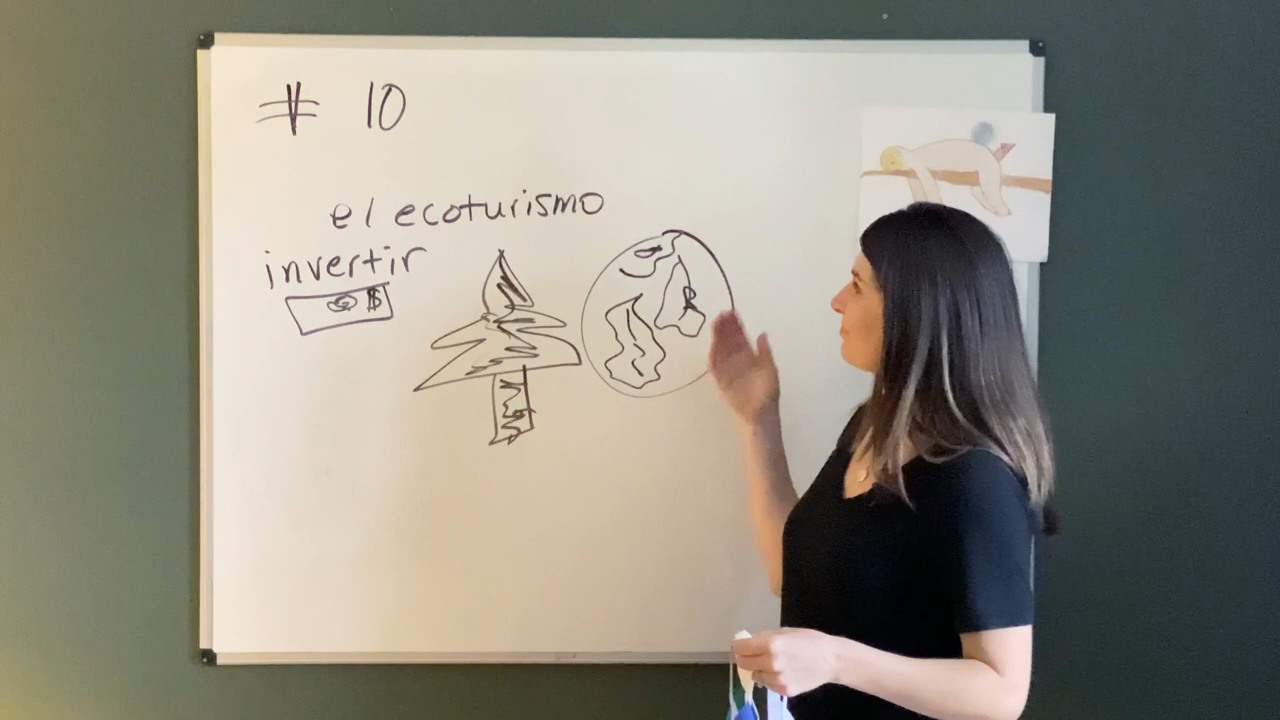 # 10
el ecoturismo
invertir
$